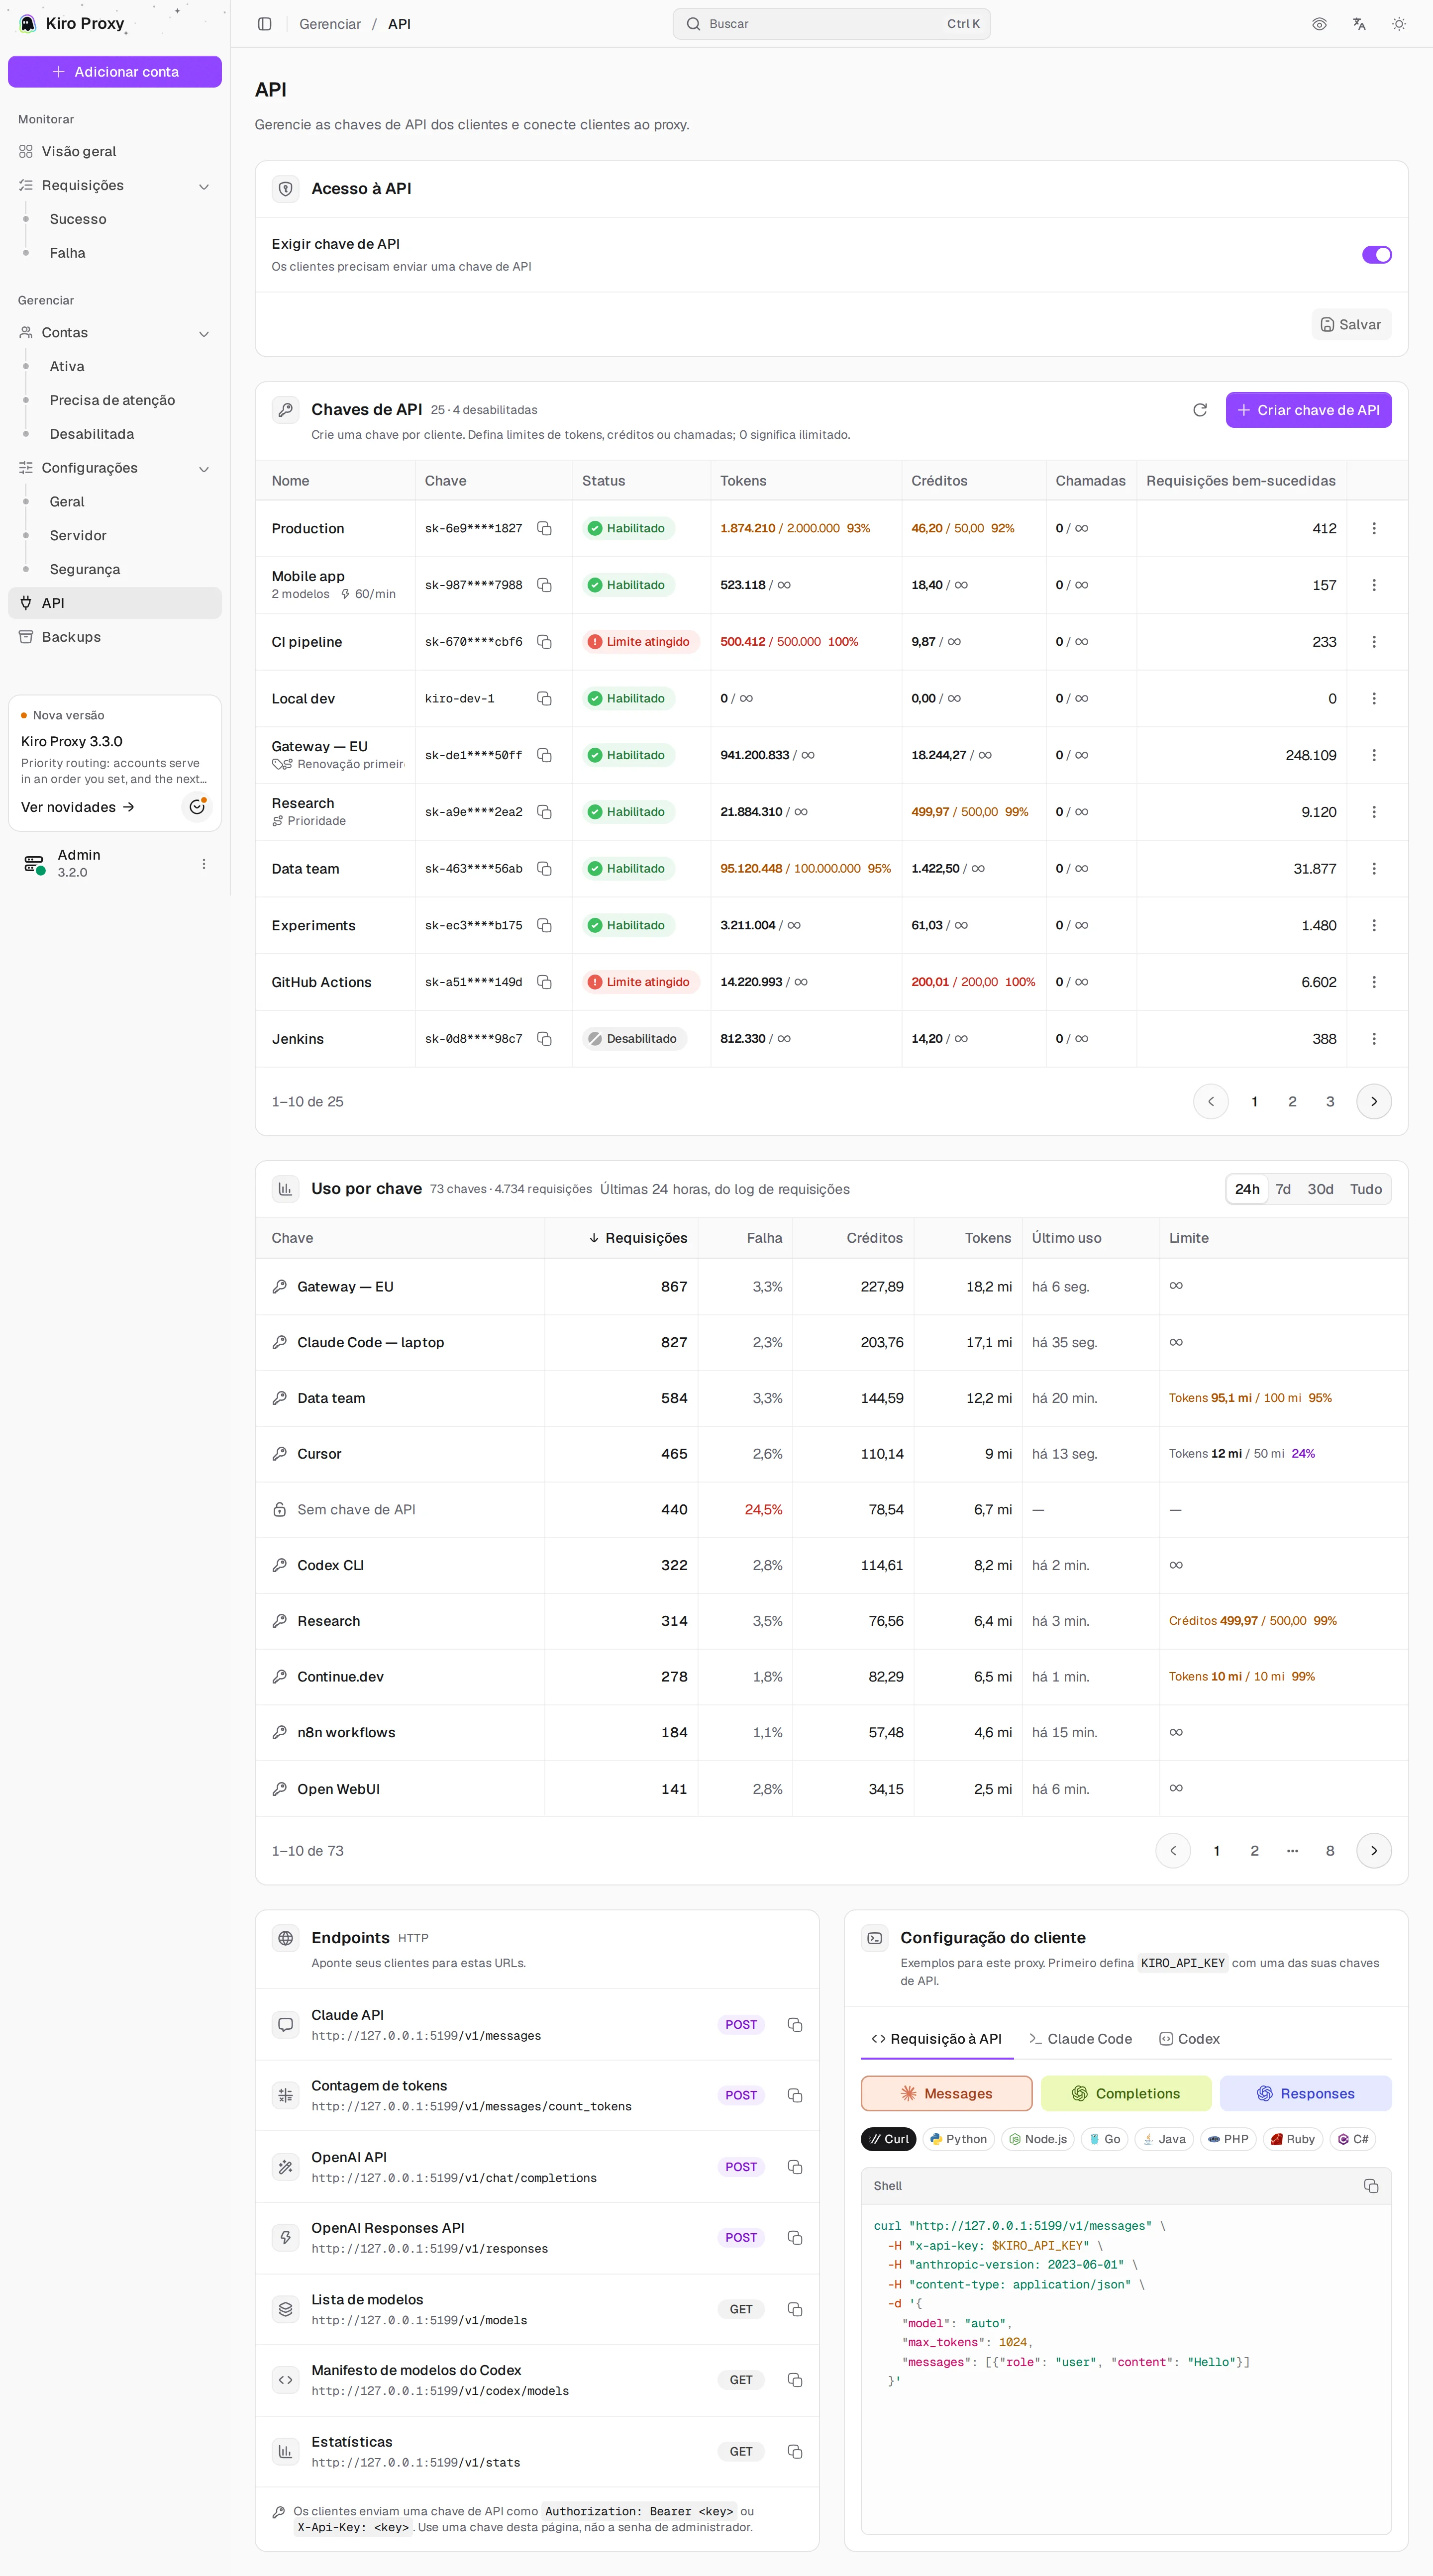 Kiro Proxy
Adicionar conta
Monitorar
Visão geral
Requisições
Sucesso
Falha
Gerenciar
Contas
Ativa
Precisa de atenção
Desabilitada
Configurações
Geral
Servidor
Segurança
API
Backups
Nova versão
Kiro Proxy 3.3.0
Priority routing: accounts serve
in an order you set, and the next...
Ver novidades →
Admin
3.2.0
Gerenciar / API
Buscar Ctrl K
API
Gerencie as chaves de API dos clientes e conecte clientes ao proxy.
Acesso à API
Exigir chave de API
Os clientes precisam enviar uma chave de API
Salvar
Chaves de API 25 · 4 desabilitadas
Crie uma chave por cliente. Defina limites de tokens, créditos ou chamadas; 0 significa ilimitado.
Criar chave de API
Nome Chave Status Tokens Créditos Chamadas Requisições bem-sucedidas
Production sk-6e9****1827 Habilitado 1.874.210 / 2.000.000 93% 46,20 / 50,00 92% 0 / ∞ 412
Mobile app sk-987****7988 Habilitado 523.118 / ∞ 18,40 / ∞ 0 / ∞ 157
2 modelos 60/min
CI pipeline sk-670****cbf6 Limite atingido 500.412 / 500.000 100% 9,87 / ∞ 0 / ∞ 233
Local dev kiro-dev-1 Habilitado 0 / ∞ 0,00 / ∞ 0 / ∞ 0
Gateway — EU sk-de1****50ff Habilitado 941.200.833 / ∞ 18.244,27 / ∞ 0 / ∞ 248.109
Renovação primeir
Research sk-a9e****2ea2 Habilitado 21.884.310 / ∞ 499,97 / 500,00 99% 0 / ∞ 9.120
Prioridade
Data team sk-463****56ab Habilitado 95.120.448 / 100.000.000 95% 1.422,50 / ∞ 0 / ∞ 31.877
Experiments sk-ec3****b175 Habilitado 3.211.004 / ∞ 61,03 / ∞ 0 / ∞ 1.480
GitHub Actions sk-a51****149d Limite atingido 14.220.993 / ∞ 200,01 / 200,00 100% 0 / ∞ 6.602
Jenkins sk-0d8****98c7 Desabilitado 812.330 / ∞ 14,20 / ∞ 0 / ∞ 388
1–10 de 25 1 2 3
Uso por chave 73 chaves · 4.734 requisições Últimas 24 horas, do log de requisições
24h 7d 30d Tudo
Chave ↓ Requisições Falha Créditos Tokens Último uso Limite
Gateway — EU 867 3,3% 227,89 18,2 mi há 6 seg. ∞
Claude Code — laptop 827 2,3% 203,76 17,1 mi há 35 seg. ∞
Data team 584 3,3% 144,59 12,2 mi há 20 min. Tokens 95,1 mi / 100 mi 95%
Cursor 465 2,6% 110,14 9 mi há 13 seg. Tokens 12 mi / 50 mi 24%
Sem chave de API 440 24,5% 78,54 6,7 mi — —
Codex CLI 322 2,8% 114,61 8,2 mi há 2 min. ∞
Research 314 3,5% 76,56 6,4 mi há 3 min. Créditos 499,97 / 500,00 99%
Continue.dev 278 1,8% 82,29 6,5 mi há 1 min. Tokens 10 mi / 10 mi 99%
n8n workflows 184 1,1% 57,48 4,6 mi há 15 min. ∞
Open WebUI 141 2,8% 34,15 2,5 mi há 6 min. ∞
1–10 de 73 1 2 ··· 8
Endpoints HTTP
Aponte seus clientes para estas URLs.
Claude API
http://127.0.0.1:5199/v1/messages
POST
Contagem de tokens
http://127.0.0.1:5199/v1/messages/count_tokens
POST
OpenAI API
http://127.0.0.1:5199/v1/chat/completions
POST
OpenAI Responses API
http://127.0.0.1:5199/v1/responses
POST
Lista de modelos
http://127.0.0.1:5199/v1/models
GET
Manifesto de modelos do Codex
http://127.0.0.1:5199/v1/codex/models
GET
Estatísticas
http://127.0.0.1:5199/v1/stats
GET
Os clientes enviam uma chave de API como Authorization: Bearer <key> ou
X-Api-Key: <key>. Use uma chave desta página, não a senha de administrador.
Configuração do cliente
Exemplos para este proxy. Primeiro defina KIRO_API_KEY com uma das suas chaves
de API.
Requisição à API Claude Code Codex
Messages Completions Responses
Curl Python Node.js Go Java PHP Ruby C#
Shell
curl "http://127.0.0.1:5199/v1/messages" \
-H "x-api-key: $KIRO_API_KEY" \
-H "anthropic-version: 2023-06-01" \
-H "content-type: application/json" \
-d '{
"model": "auto",
"max_tokens": 1024,
"messages": [{"role": "user", "content": "Hello"}]
}'